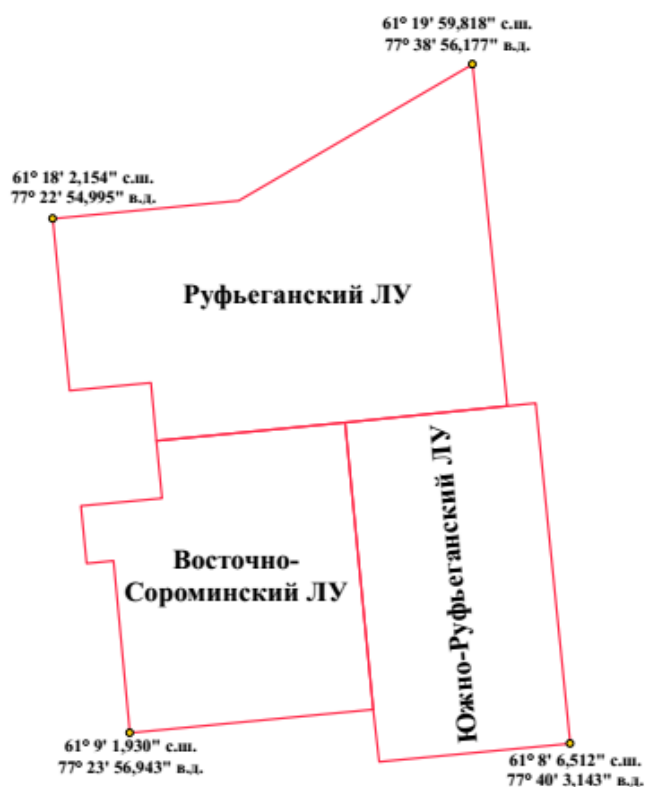 61° 19' 59,818" с.ш.
77° 38' 56,177" в.д.
61° 18' 2,154" с.ш.
77° 22' 54,995" в.д.
Руфьеганский ЛУ
Южно-Руфьеганский ЛУ
Восточно-
Сороминский ЛУ
61° 9' 1,930" с.ш.
77° 23' 56,943" в.д.
61° 8' 6,512" с.ш.
77° 40' 3,143" в.д.